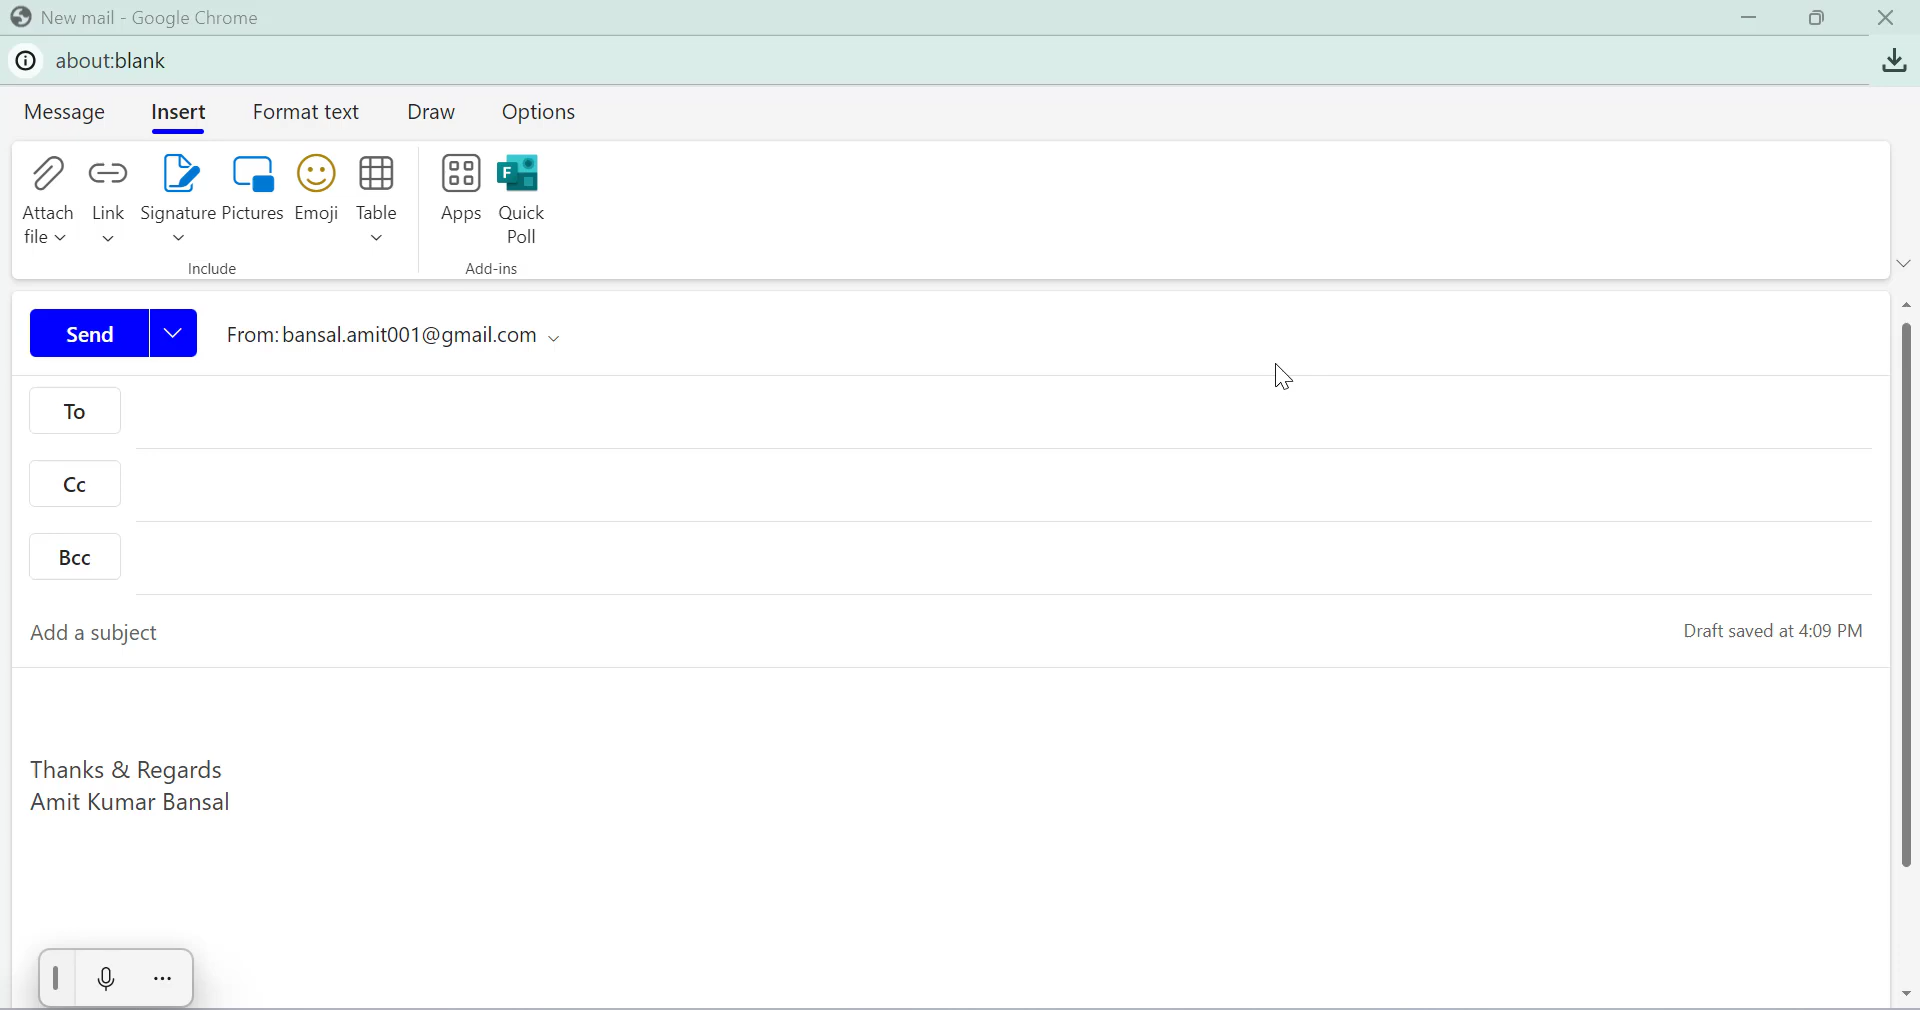 New mail - Google Chrome
about:blank
Message Insert Format text Draw Options
Attach file Link Signature Pictures Emoji Table Apps Quick Poll
Include Add-ins
Send From: bansal.amit001@gmail.com
To
Cc
Bcc
Add a subject Draft saved at 4:09 PM
Thanks & Regards
Amit Kumar Bansal